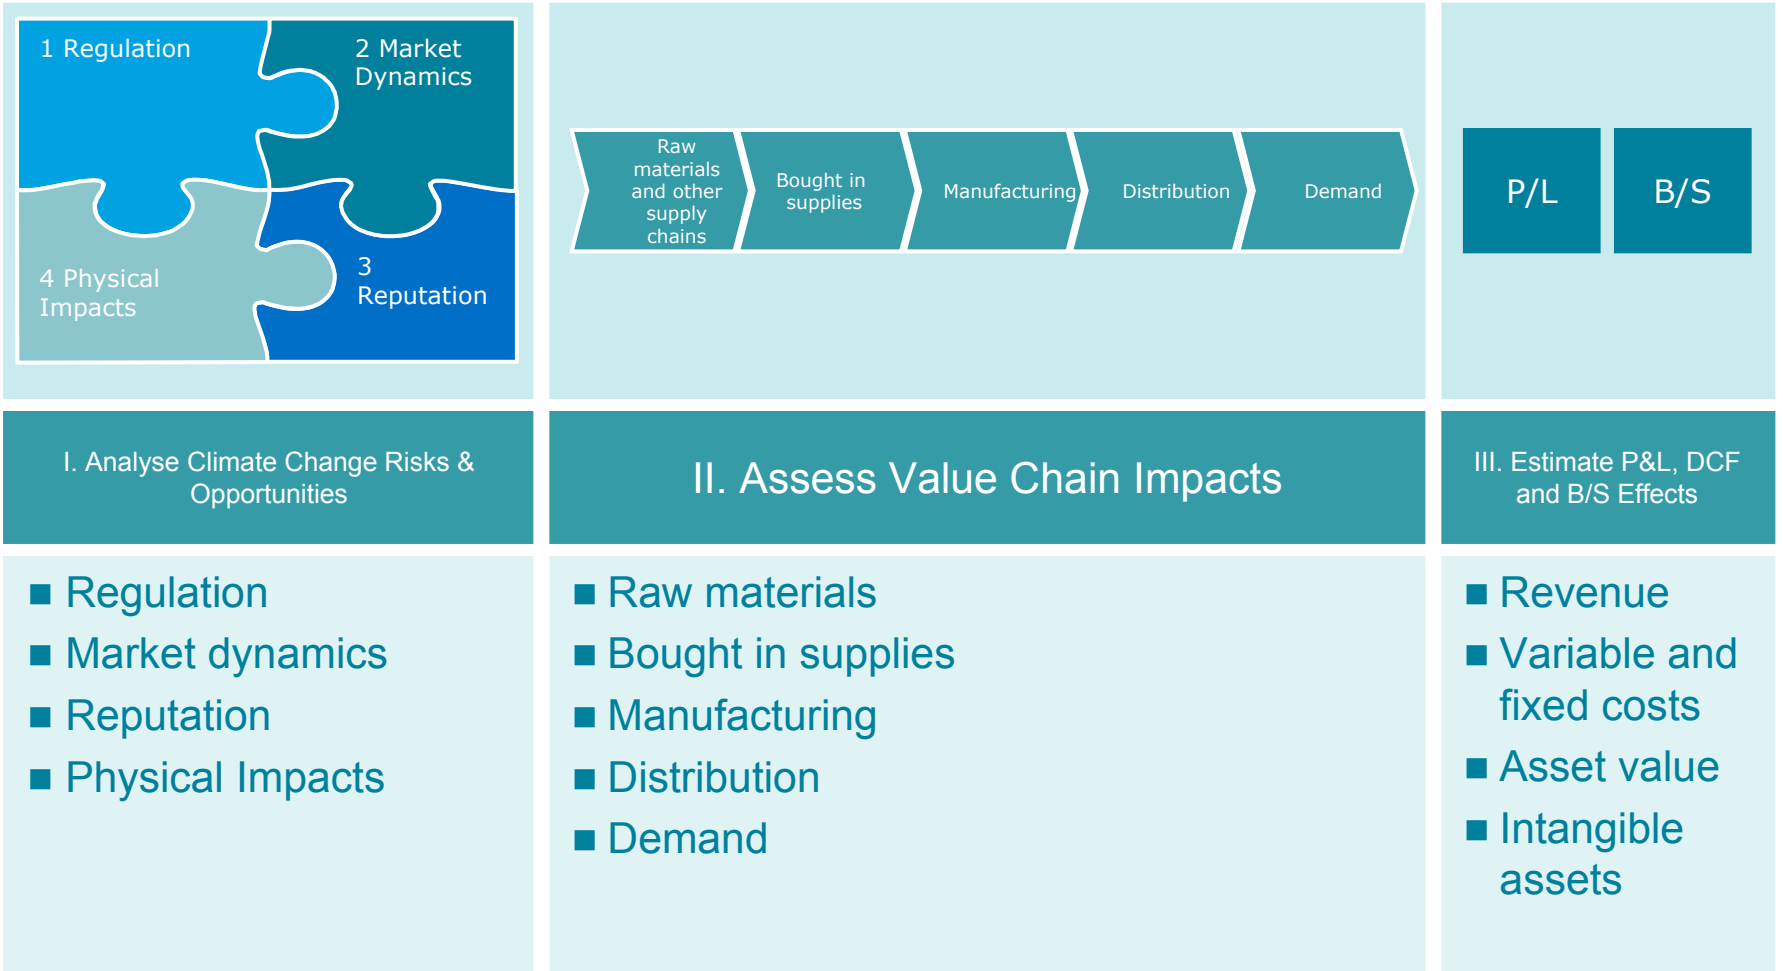 1 Regulation
2 Market
Dynamics
4 Physical
Impacts
3
Reputation
Raw
materials
and other
supply
chains
Bought in
supplies
Manufacturing
Distribution
Demand
P/L
B/S
I. Analyse Climate Change Risks &
Opportunities
II. Assess Value Chain Impacts
III. Estimate P&L, DCF
and B/S Effects
■ Regulation
■ Market dynamics
■ Reputation
■ Physical Impacts
■ Raw materials
■ Bought in supplies
■ Manufacturing
■ Distribution
■ Demand
■ Revenue
■ Variable and
fixed costs
■ Asset value
■ Intangible
assets